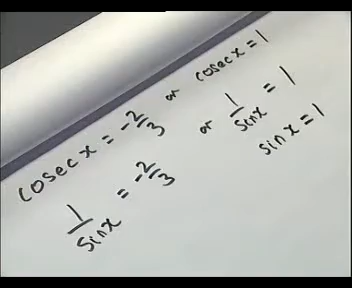 cosec x = -2/3 or cosec x = 1
1/sin x = -2/3 or 1/sin x = 1
sin x = 1